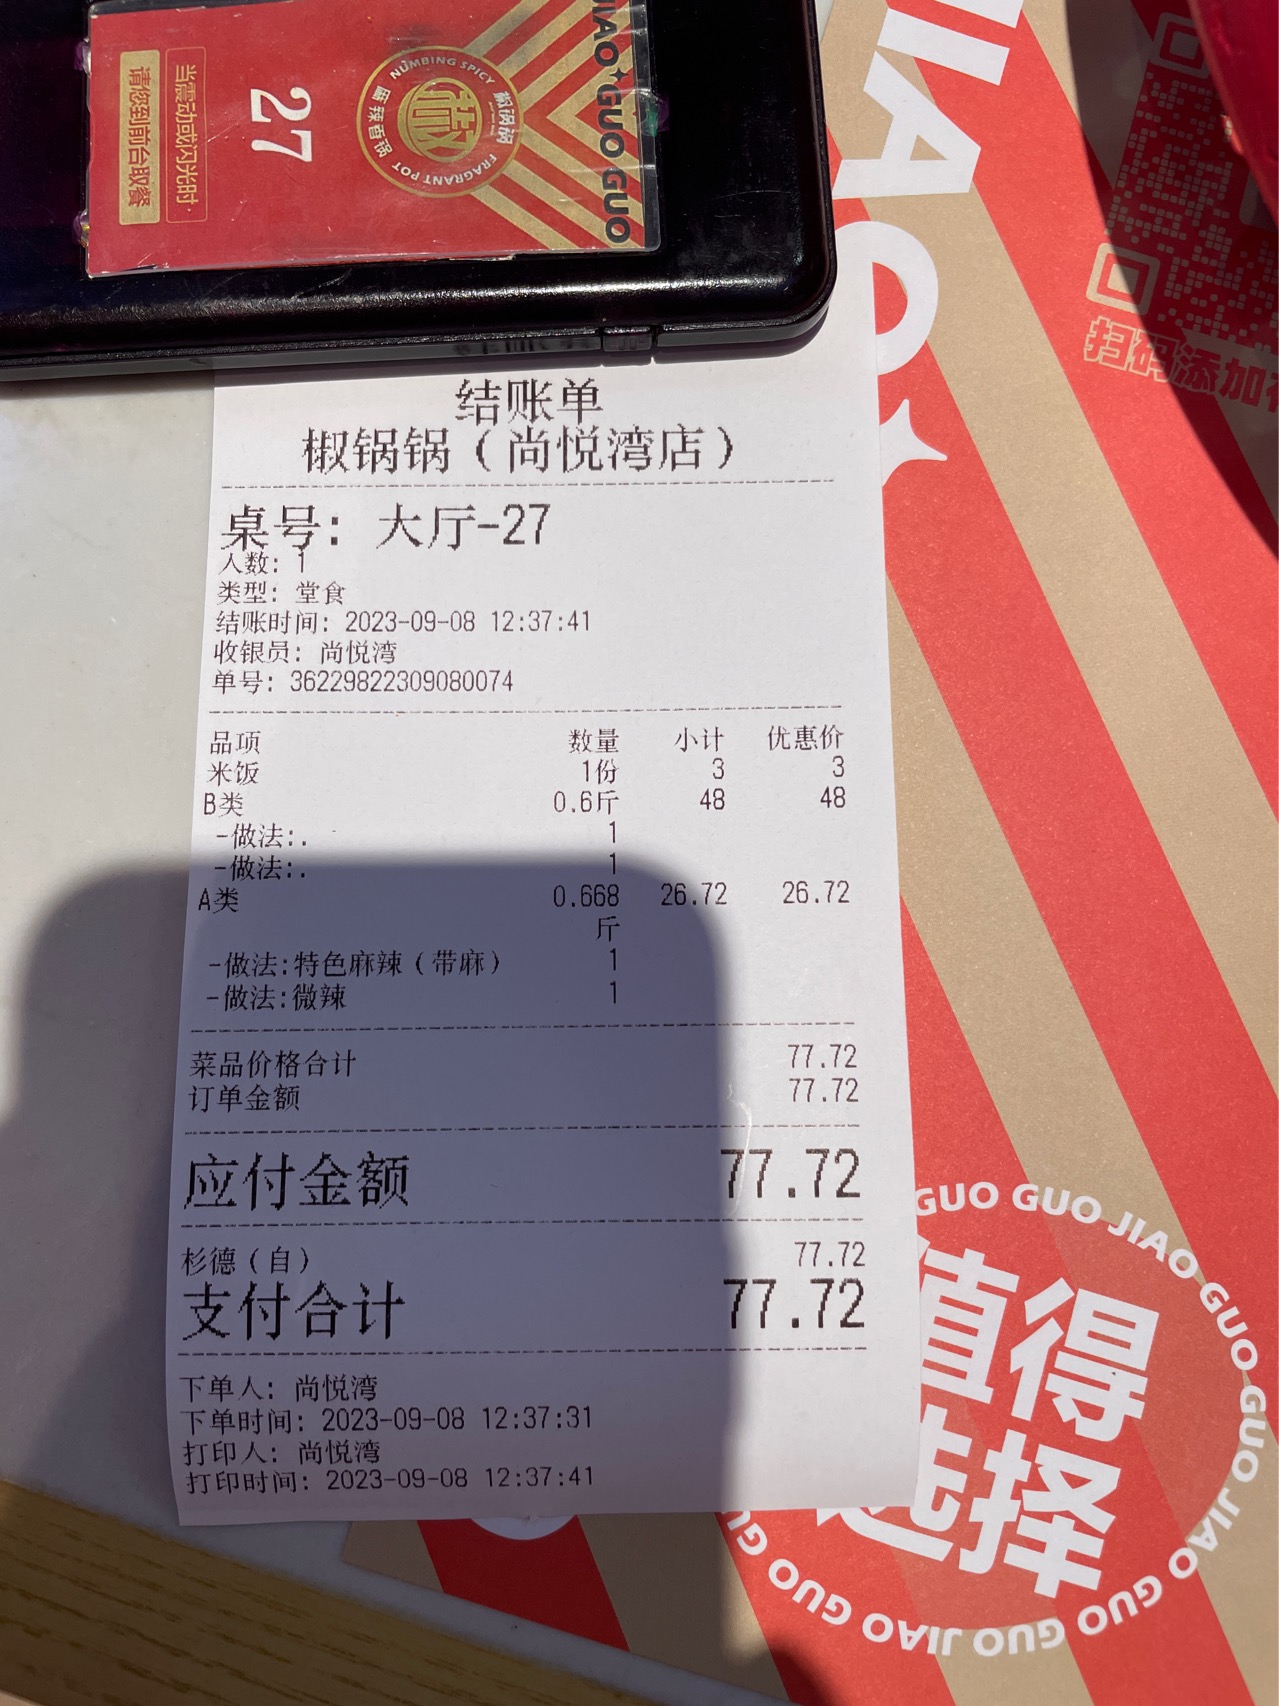 JIAO✦GUO GUO
NUMBING SPICY
椒锅锅
麻辣香锅
FRAGRANT POT
27
当震动或闪光时
请您到前台取餐
JIAO
扫码添加
结账单
椒锅锅（尚悦湾店）
桌号: 大厅-27
人数: 1
类型: 堂食
结账时间: 2023-09-08 12:37:41
收银员: 尚悦湾
单号: 36229822309080074
品项 数量 小计 优惠价
米饭 1份 3 3
B类 0.6斤 48 48
-做法:. 1
-做法:. 1
A类 0.668 26.72 26.72
斤
-做法:特色麻辣（带麻） 1
-做法:微辣 1
菜品价格合计 77.72
订单金额 77.72
应付金额 77.72
杉德（自） 77.72
支付合计 77.72
下单人: 尚悦湾
下单时间: 2023-09-08 12:37:31
打印人: 尚悦湾
打印时间: 2023-09-08 12:37:41
值得
选择
GUO GUO JIAO GUO GUO JIAO GUO GUO JIAO GUO GUO